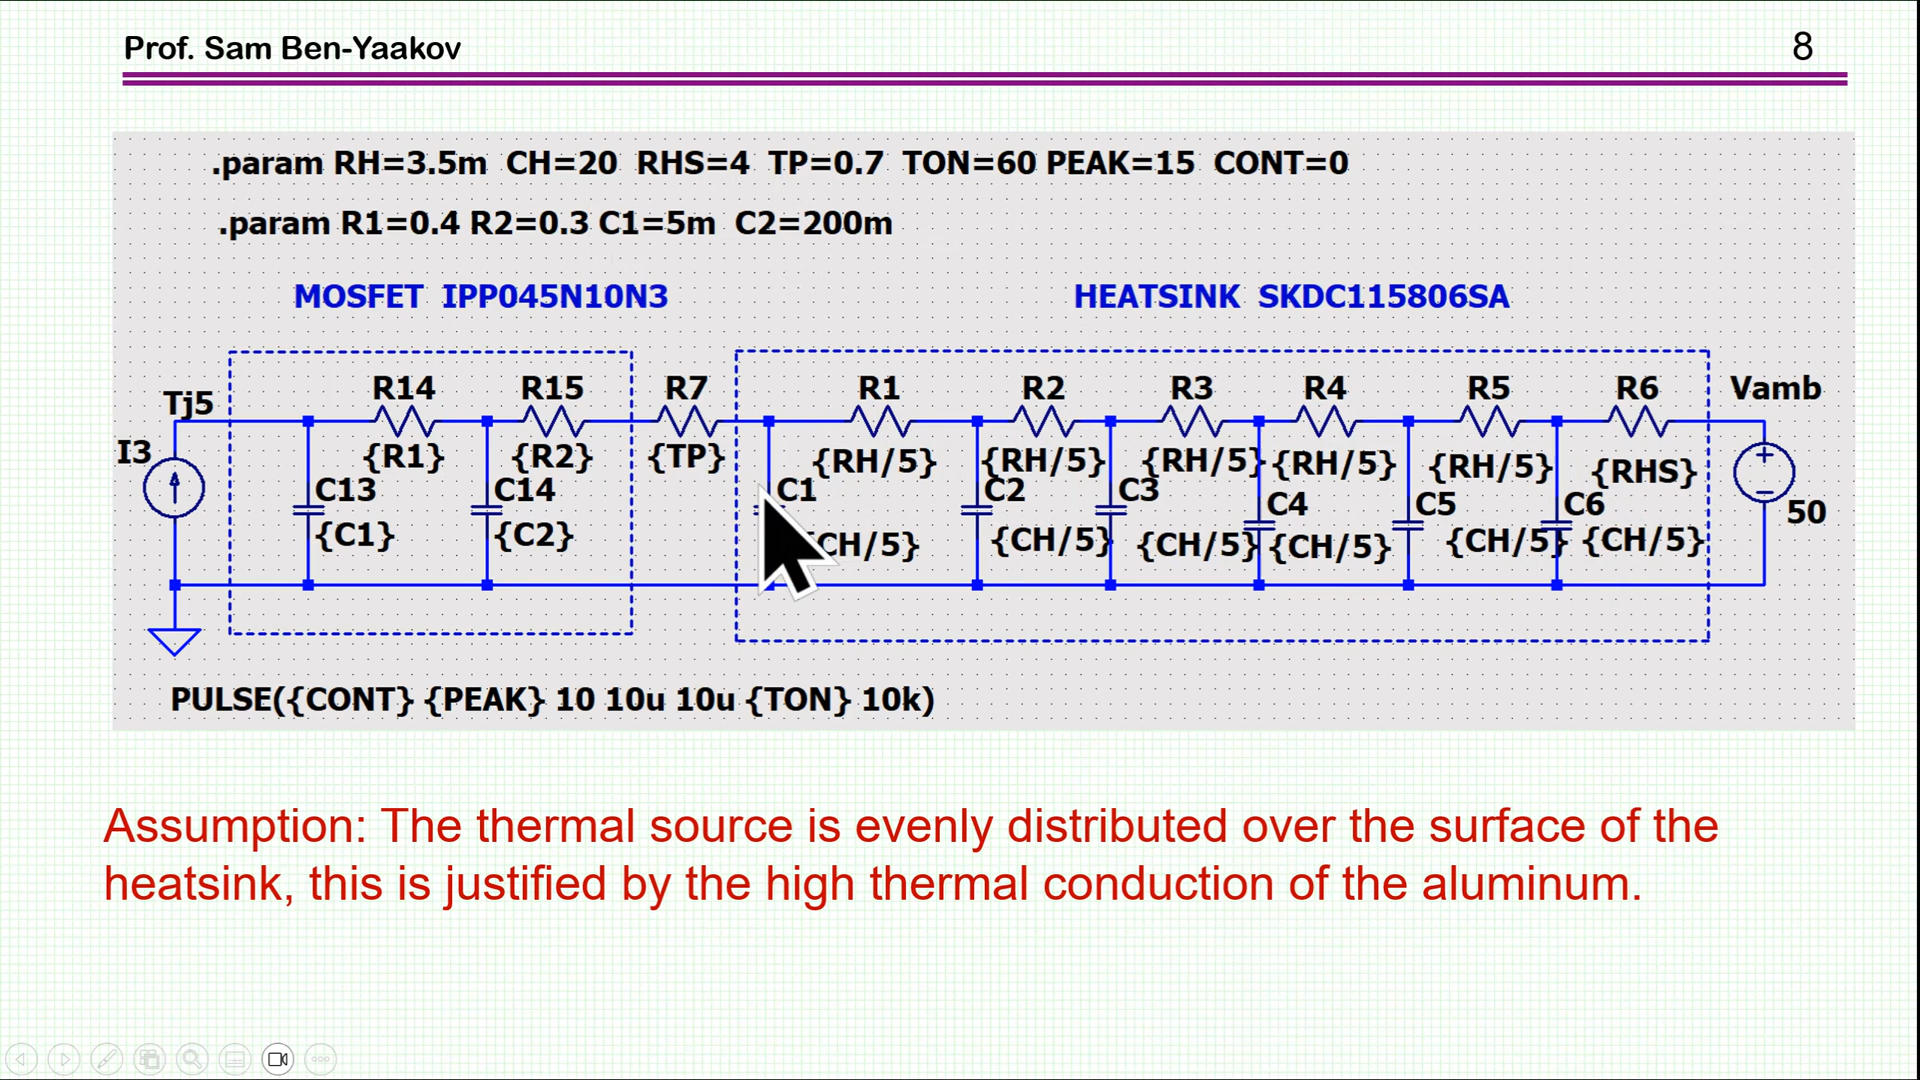 Prof. Sam Ben-Yaakov 8
.param RH=3.5m CH=20 RHS=4 TP=0.7 TON=60 PEAK=15 CONT=0
.param R1=0.4 R2=0.3 C1=5m C2=200m
MOSFET IPP045N10N3 HEATSINK SKDC115806SA
Tj5 R14 R15 R7 R1 R2 R3 R4 R5 R6 Vamb
I3 {R1} {R2} {TP} {RH/5} {RH/5} {RH/5} {RH/5} {RH/5} {RHS}
C13 C14 C1 C2 C3 C4 C5 C6 50
{C1} {C2} CH/5} {CH/5} {CH/5} {CH/5} {CH/5} {CH/5}
PULSE({CONT} {PEAK} 10 10u 10u {TON} 10k)
Assumption: The thermal source is evenly distributed over the surface of the
heatsink, this is justified by the high thermal conduction of the aluminum.